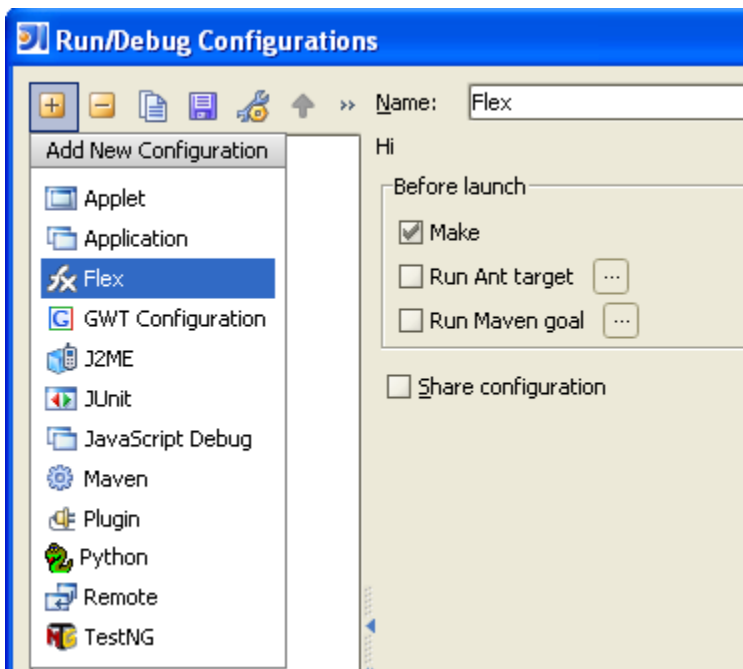 Run/Debug Configurations
Name: Flex
Add New Configuration
Hi
Before launch
Applet
Make
Application
Run Ant target ...
Flex
Run Maven goal ...
GWT Configuration
J2ME
Share configuration
JUnit
JavaScript Debug
Maven
Plugin
Python
Remote
TestNG